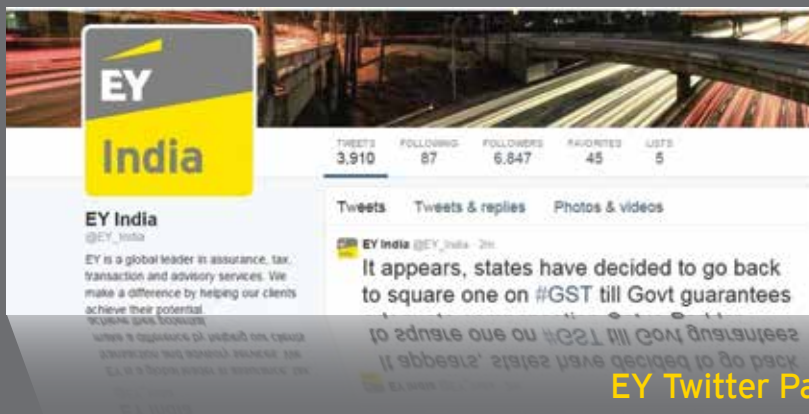 EY
India
TWEETS FOLLOWING FOLLOWERS FAVORITES LISTS
3,910 87 6,847 45 5
Tweets Tweets & replies Photos & videos
EY India
@EY_India
EY is a global leader in assurance, tax,
transaction and advisory services. We
make a difference by helping our clients
achieve their potential.
EY India @EY_India · 2m
It appears, states have decided to go back
to square one on #GST till Govt guarantees
EY Twitter Pa